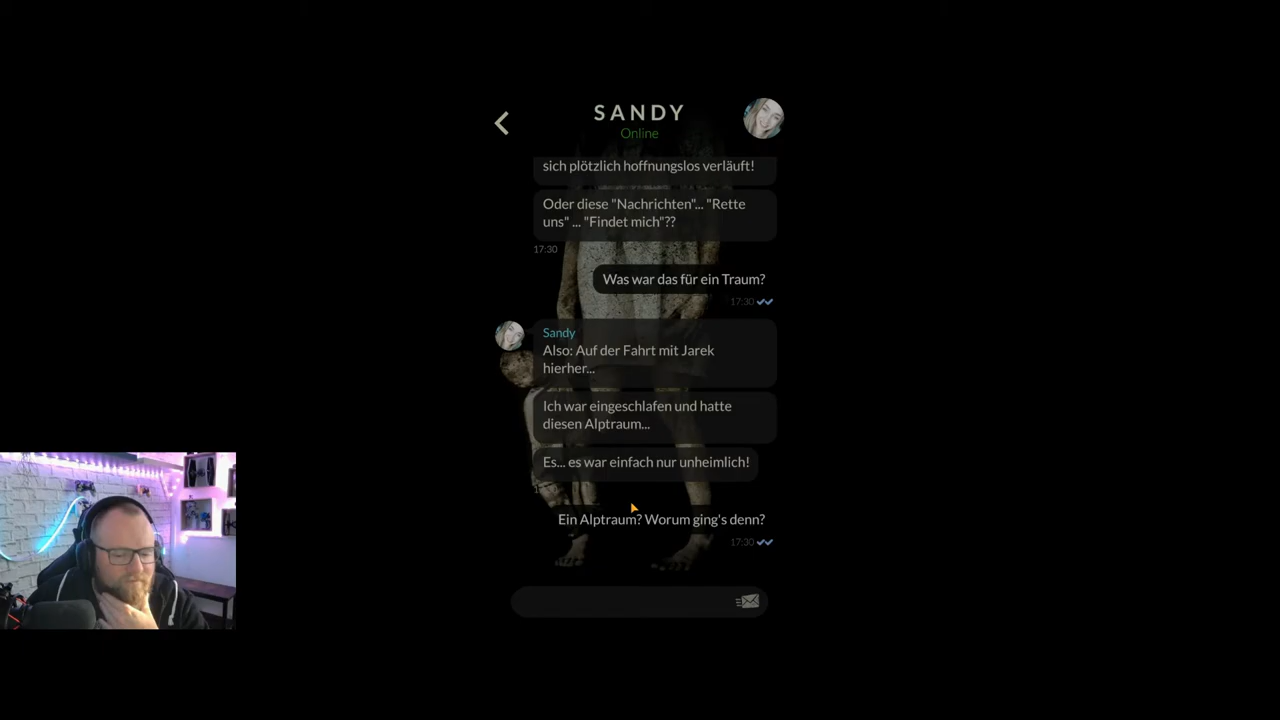 SANDY
Online
sich plötzlich hoffnungslos verläuft!
Oder diese "Nachrichten"... "Rette
uns" ... "Findet mich"??
17:30
Was war das für ein Traum?
17:30
Sandy
Also: Auf der Fahrt mit Jarek
hierher...
Ich war eingeschlafen und hatte
diesen Alptraum...
Es... es war einfach nur unheimlich!
Ein Alptraum? Worum ging's denn?
17:30